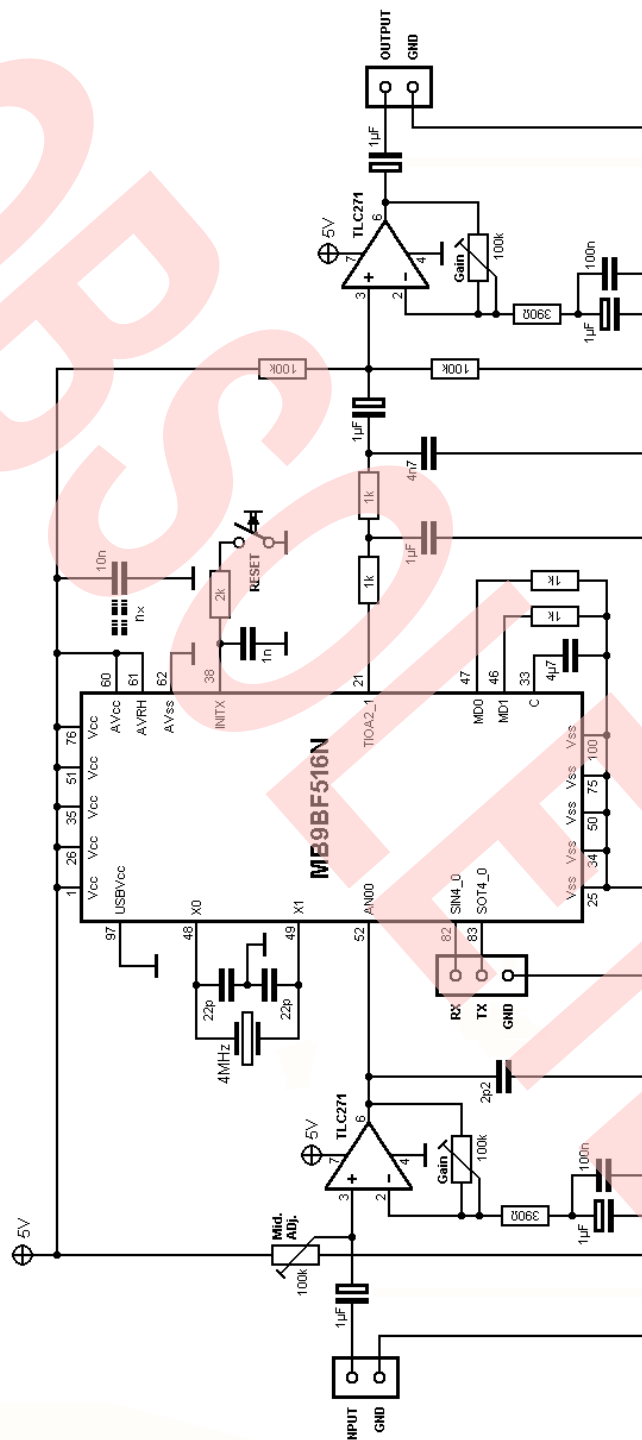 5V
NPUT
GND
1µF
100k
Mid.
ADj.
3
2
7
5V
6
4
TLC271
Gain
100k
390Ω
1µF
100n
2p2
4MHz
22p
22p
RX
TX
GND
97
48
49
52
82
83
USBVcc
X0
X1
AN00
SIN4_0
SOT4_0
MB9BF516N
1
26
35
51
76
Vcc
Vcc
Vcc
Vcc
Vcc
25
34
50
75
100
Vss
Vss
Vss
Vss
Vss
60
61
62
38
21
47
46
33
AVcc
AVRH
AVss
INITX
TIOA2_1
MD0
MD1
C
10n
nx
1n
2k
RESET
1k
1k
1µF
4n7
4µ7
1k
1k
1µF
100k
100k
5V
TLC271
3
2
7
6
4
Gain
100k
390Ω
1µF
100n
1µF
OUTPUT
GND
OBSOLE